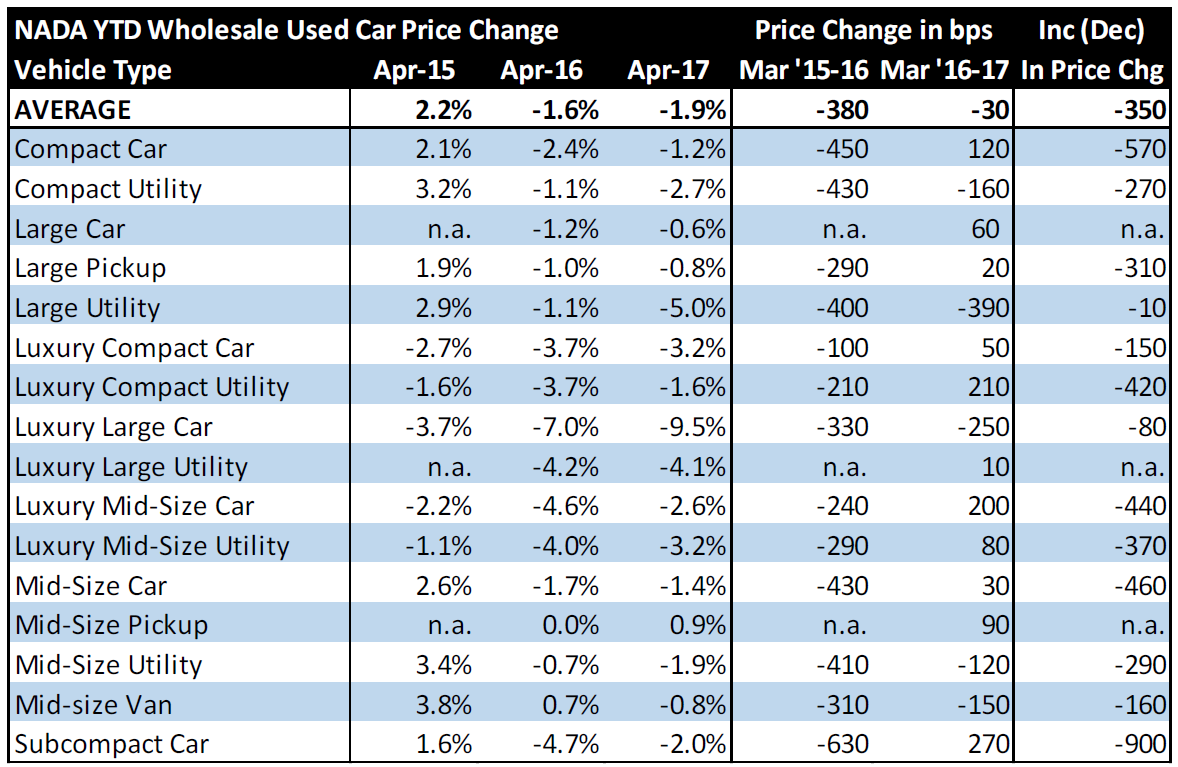 NADA YTD Wholesale Used Car Price Change Price Change in bps Inc (Dec)
Vehicle Type Apr-15 Apr-16 Apr-17 Mar '15-16 Mar '16-17 In Price Chg
AVERAGE 2.2% -1.6% -1.9% -380 -30 -350
Compact Car 2.1% -2.4% -1.2% -450 120 -570
Compact Utility 3.2% -1.1% -2.7% -430 -160 -270
Large Car n.a. -1.2% -0.6% n.a. 60 n.a.
Large Pickup 1.9% -1.0% -0.8% -290 20 -310
Large Utility 2.9% -1.1% -5.0% -400 -390 -10
Luxury Compact Car -2.7% -3.7% -3.2% -100 50 -150
Luxury Compact Utility -1.6% -3.7% -1.6% -210 210 -420
Luxury Large Car -3.7% -7.0% -9.5% -330 -250 -80
Luxury Large Utility n.a. -4.2% -4.1% n.a. 10 n.a.
Luxury Mid-Size Car -2.2% -4.6% -2.6% -240 200 -440
Luxury Mid-Size Utility -1.1% -4.0% -3.2% -290 80 -370
Mid-Size Car 2.6% -1.7% -1.4% -430 30 -460
Mid-Size Pickup n.a. 0.0% 0.9% n.a. 90 n.a.
Mid-Size Utility 3.4% -0.7% -1.9% -410 -120 -290
Mid-size Van 3.8% 0.7% -0.8% -310 -150 -160
Subcompact Car 1.6% -4.7% -2.0% -630 270 -900